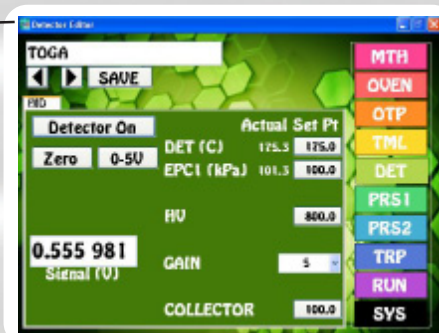 Detector Editor
TOGA
MTH
SAVE
OVEN
PID
OTP
Detector On
Actual Set Pt
TML
Zero
0-5V
DET (C) 175.3 175.0
DET
EPC1 (kPa) 101.3 100.0
PRS1
HV 800.0
PRS2
0.555 981
Signal (V)
GAIN 5
TRP
RUN
COLLECTOR 100.0
SYS